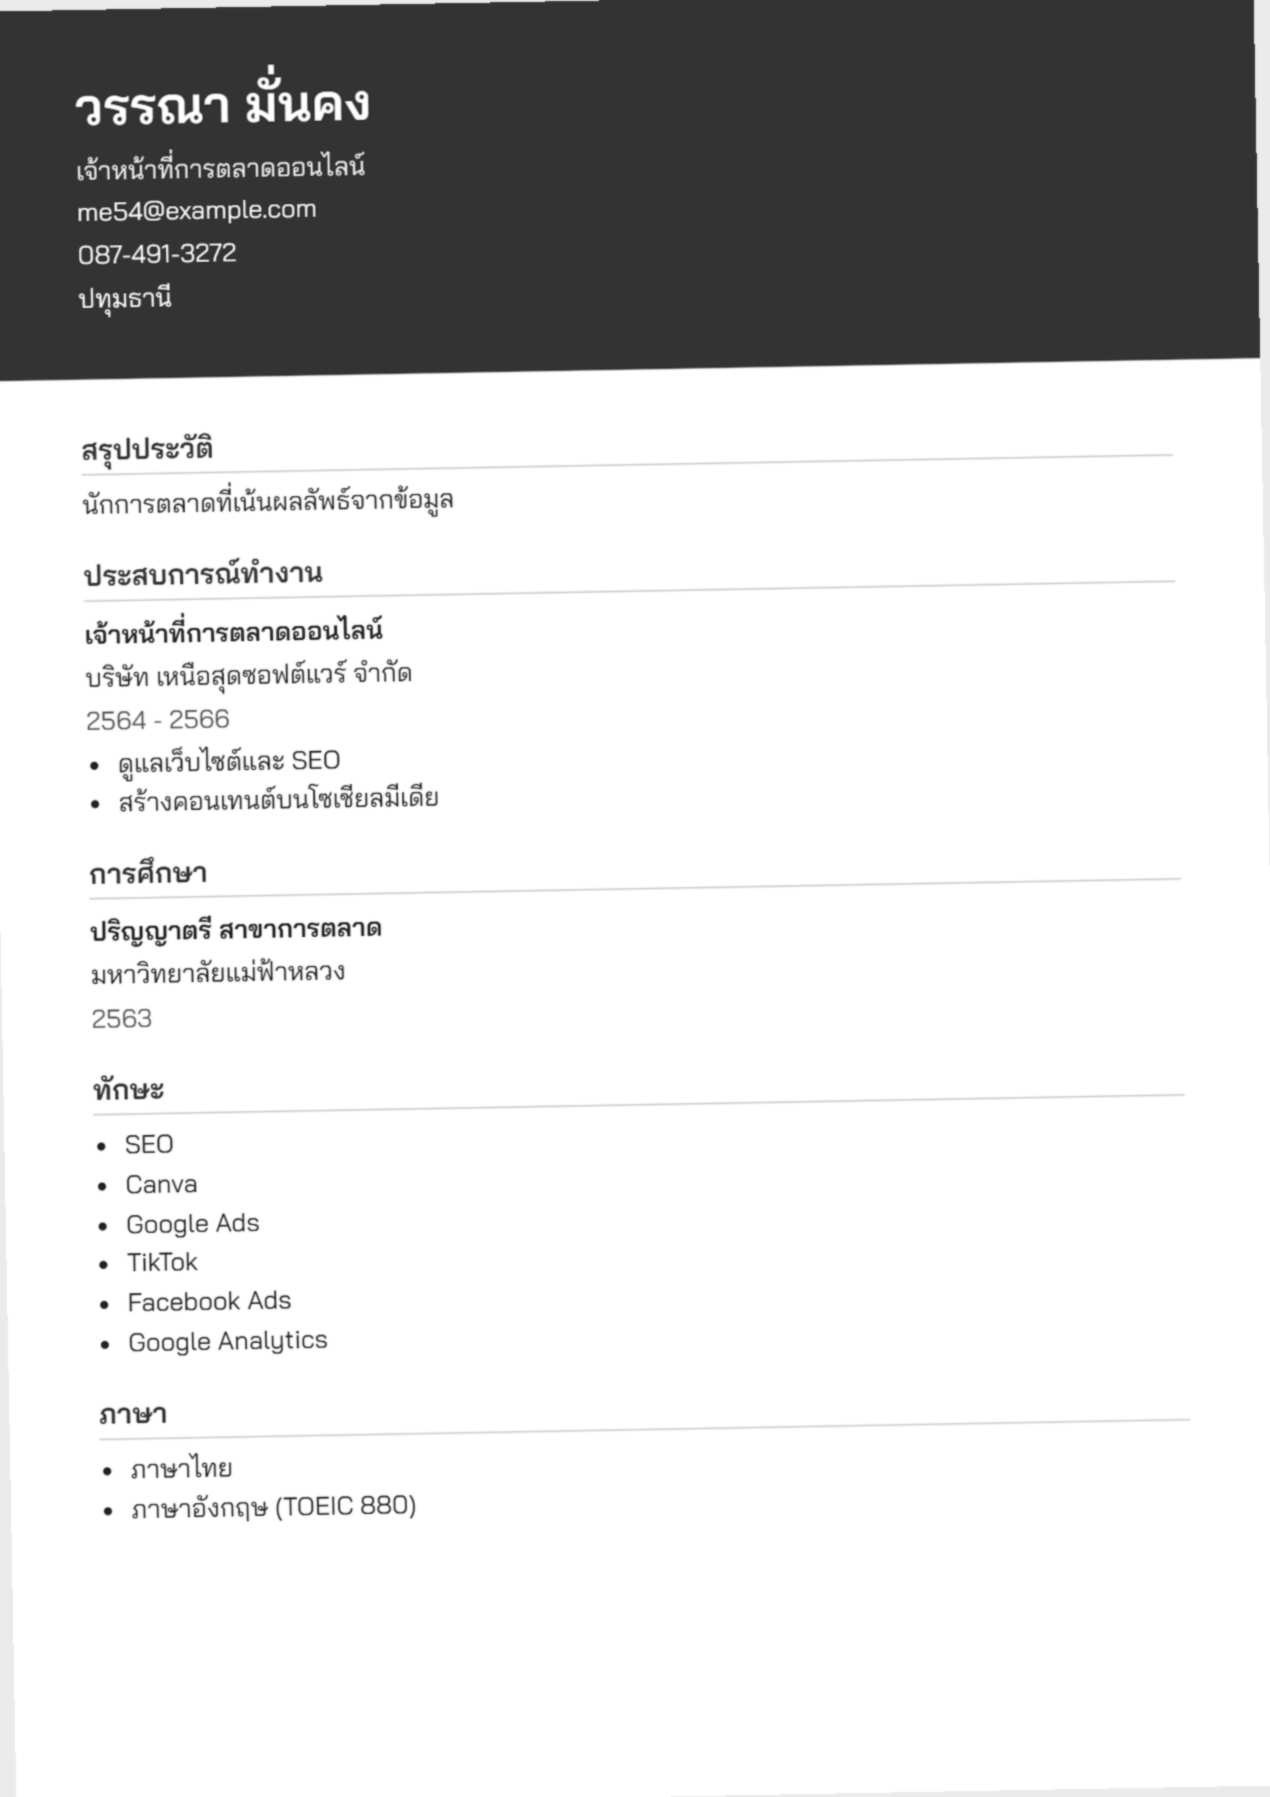 วรรณา มั่นคง
เจ้าหน้าที่การตลาดออนไลน์
me54@example.com
087-491-3272
ปทุมธานี
สรุปประวัติ
นักการตลาดที่เน้นผลลัพธ์จากข้อมูล
ประสบการณ์ทำงาน
เจ้าหน้าที่การตลาดออนไลน์
บริษัท เหนือสุดซอฟต์แวร์ จำกัด
2564 - 2566
• ดูแลเว็บไซต์และ SEO
• สร้างคอนเทนต์บนโซเชียลมีเดีย
การศึกษา
ปริญญาตรี สาขาการตลาด
มหาวิทยาลัยแม่ฟ้าหลวง
2563
ทักษะ
• SEO
• Canva
• Google Ads
• TikTok
• Facebook Ads
• Google Analytics
ภาษา
• ภาษาไทย
• ภาษาอังกฤษ (TOEIC 880)